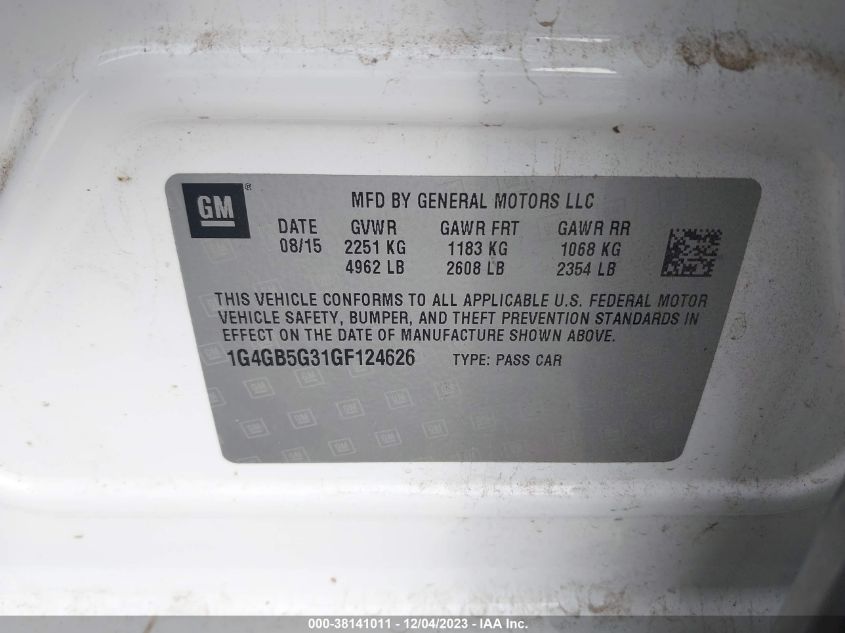 GM®
MFD BY GENERAL MOTORS LLC
DATE GVWR GAWR FRT GAWR RR
08/15 2251 KG 1183 KG 1068 KG
4962 LB 2608 LB 2354 LB
THIS VEHICLE CONFORMS TO ALL APPLICABLE U.S. FEDERAL MOTOR
VEHICLE SAFETY, BUMPER, AND THEFT PREVENTION STANDARDS IN
EFFECT ON THE DATE OF MANUFACTURE SHOWN ABOVE.
1G4GB5G31GF124626 TYPE: PASS CAR
000-38141011 - 12/04/2023 - IAA Inc.